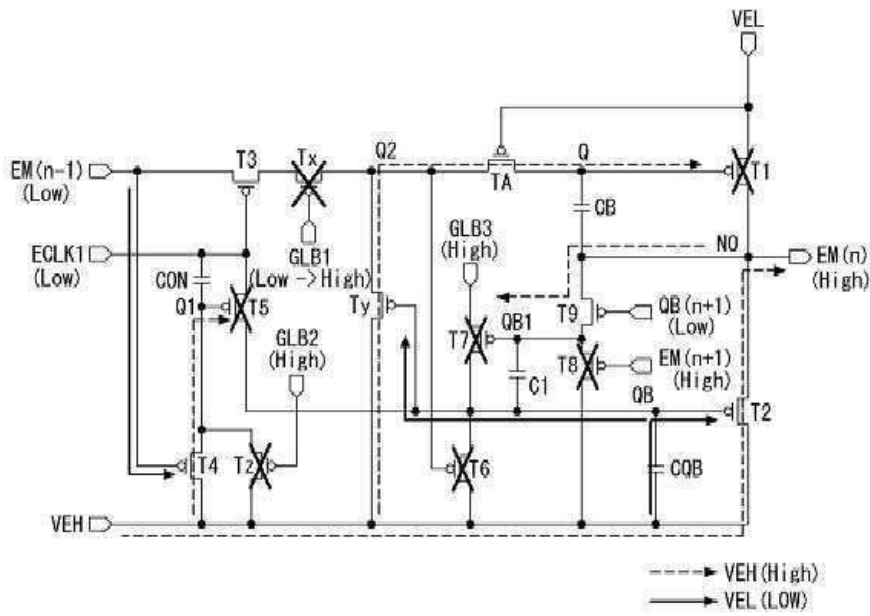 VEL
EM(n-1)
(Low)
T3
Tx
Q2
TA
Q
T1
CB
ECLK1
(Low)
CON
GLB1
(Low ->High)
GLB3
(High)
NO
EM(n)
(High)
Q1
T5
Ty
T7
QB1
T9
QB(n+1)
(Low)
GLB2
(High)
C1
T8
EM(n+1)
(High)
QB
T2
T4
Tz
T6
CQB
VEH
VEH(High)
VEL(LOW)